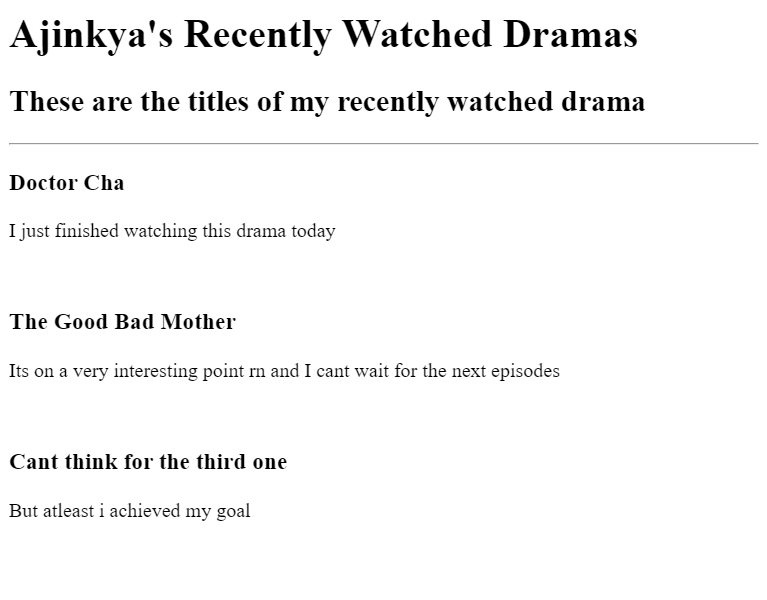 Ajinkya's Recently Watched Dramas
These are the titles of my recently watched drama
Doctor Cha
I just finished watching this drama today
The Good Bad Mother
Its on a very interesting point rn and I cant wait for the next episodes
Cant think for the third one
But atleast i achieved my goal